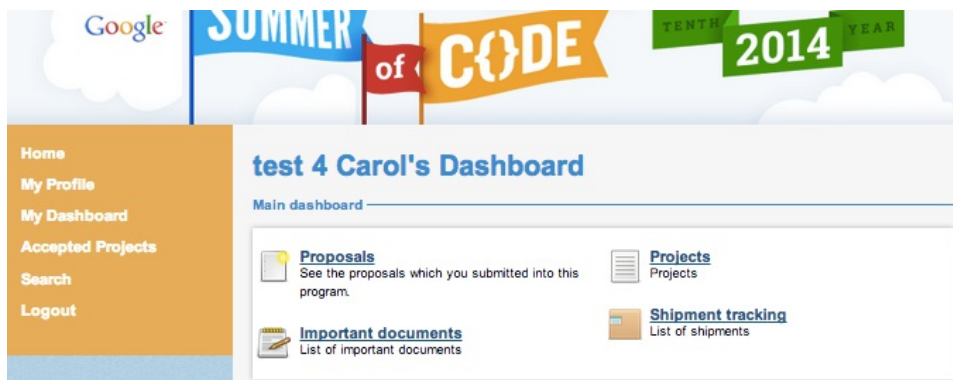 Google
SUMMER
of
C{}DE
TENTH
2014
YEAR
Home
My Profile
My Dashboard
Accepted Projects
Search
Logout
test 4 Carol's Dashboard
Main dashboard
Proposals
See the proposals which you submitted into this
program.
Important documents
List of important documents
Projects
Projects
Shipment tracking
List of shipments